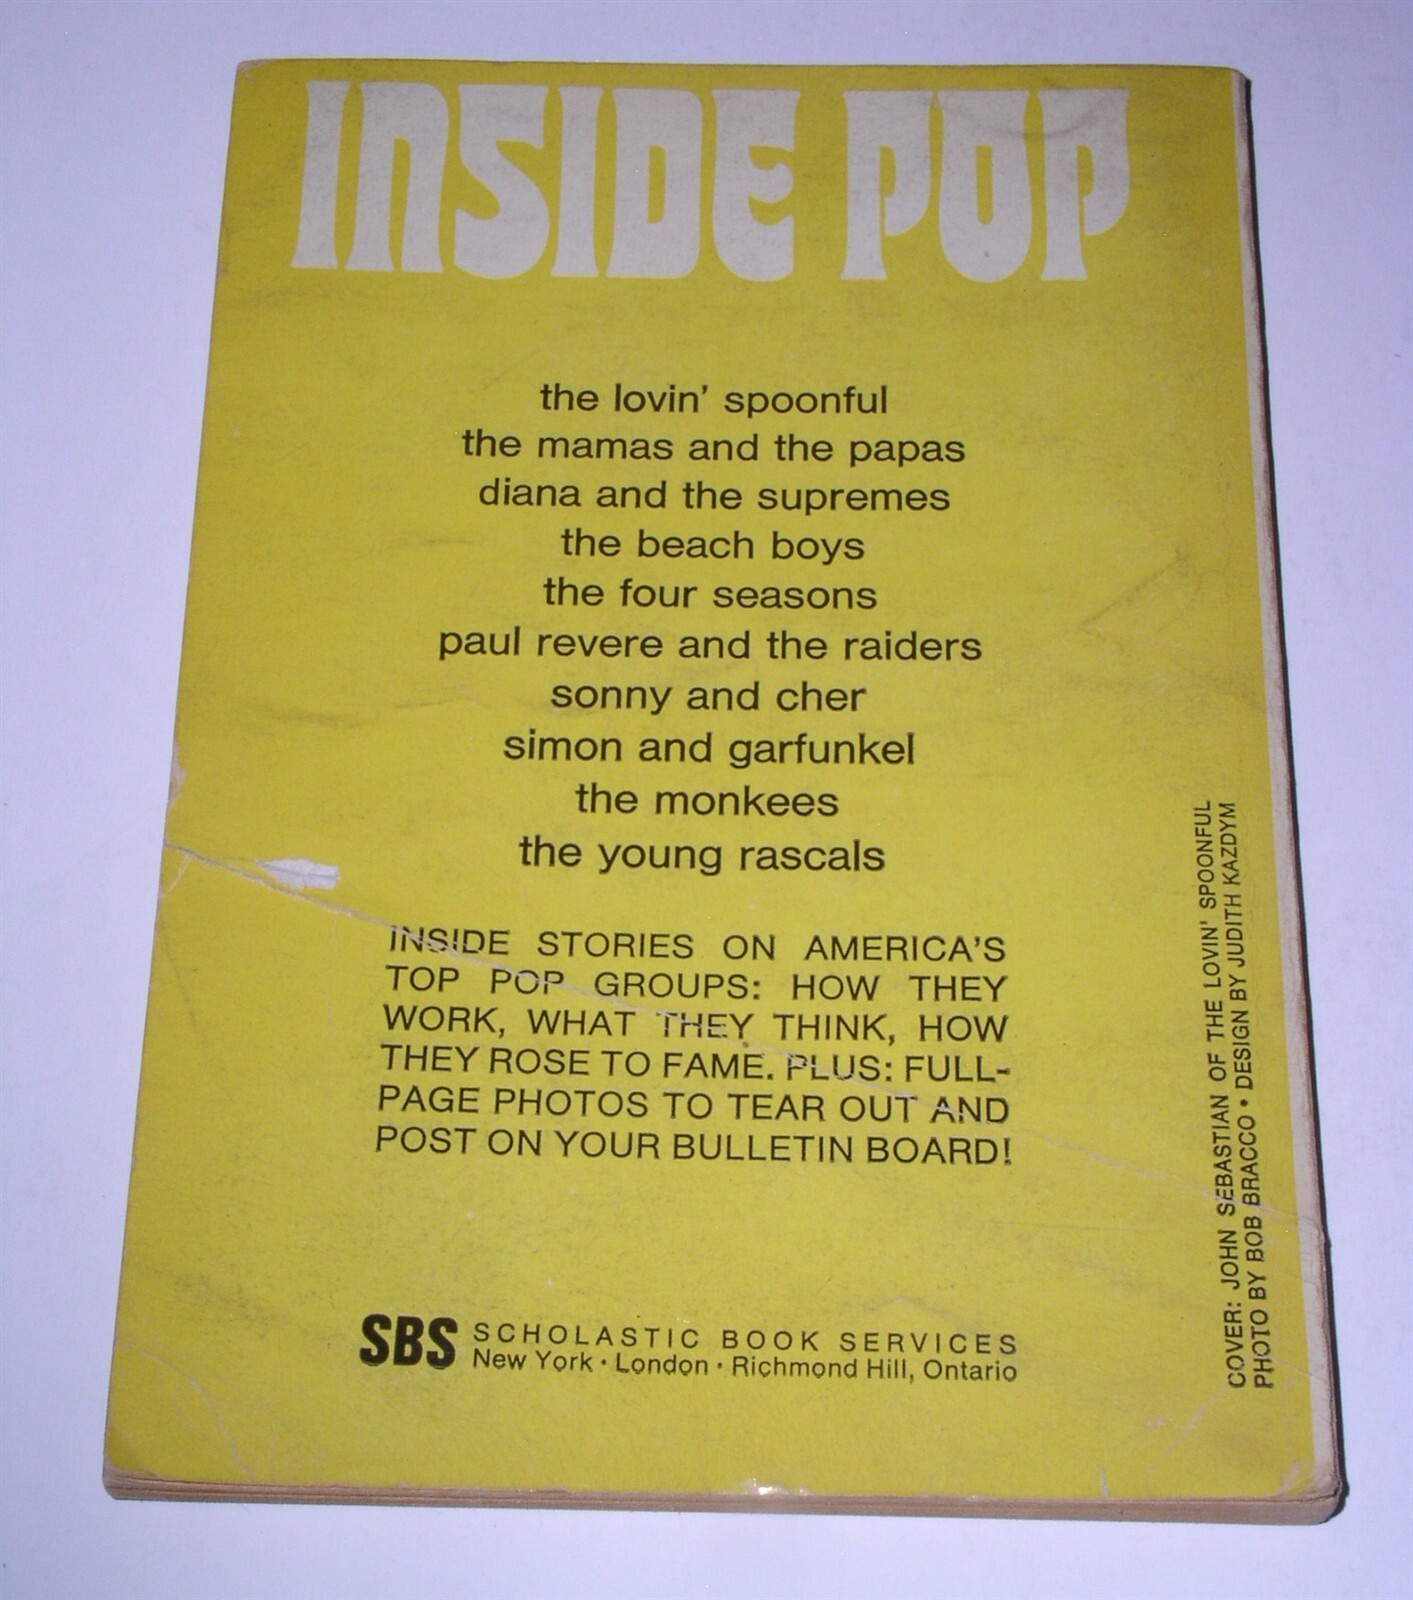 INSIDE POP
the lovin' spoonful
the mamas and the papas
diana and the supremes
the beach boys
the four seasons
paul revere and the raiders
sonny and cher
simon and garfunkel
the monkees
the young rascals
INSIDE STORIES ON AMERICA'S
TOP POP GROUPS: HOW THEY
WORK, WHAT THEY THINK, HOW
THEY ROSE TO FAME. PLUS: FULL-
PAGE PHOTOS TO TEAR OUT AND
POST ON YOUR BULLETIN BOARD!
SBS SCHOLASTIC BOOK SERVICES
New York • London • Richmond Hill, Ontario
COVER: JOHN SEBASTIAN OF THE LOVIN' SPOONFUL
PHOTO BY BOB BRACCO • DESIGN BY JUDITH KAZDYM